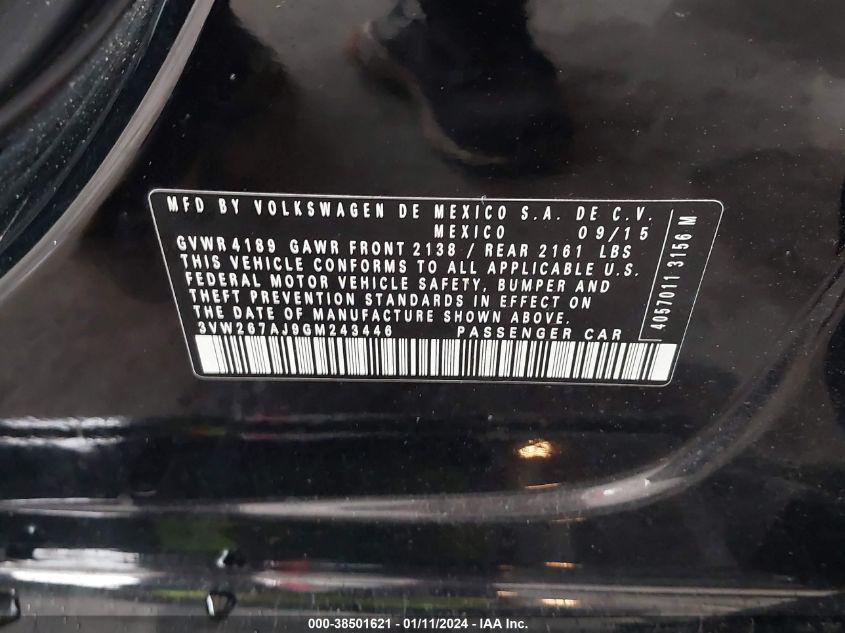 MFD BY VOLKSWAGEN DE MEXICO S.A. DE C.V.
MEXICO 09/15
GVWR 4189 GAWR FRONT 2138 / REAR 2161 LBS
THIS VEHICLE CONFORMS TO ALL APPLICABLE U.S.
FEDERAL MOTOR VEHICLE SAFETY, BUMPER AND
THEFT PREVENTION STANDARDS IN EFFECT ON
THE DATE OF MANUFACTURE SHOWN ABOVE.
3VW267AJ9GM243446 PASSENGER CAR
4057011 3156 M
000-38501621 - 01/11/2024 - IAA Inc.